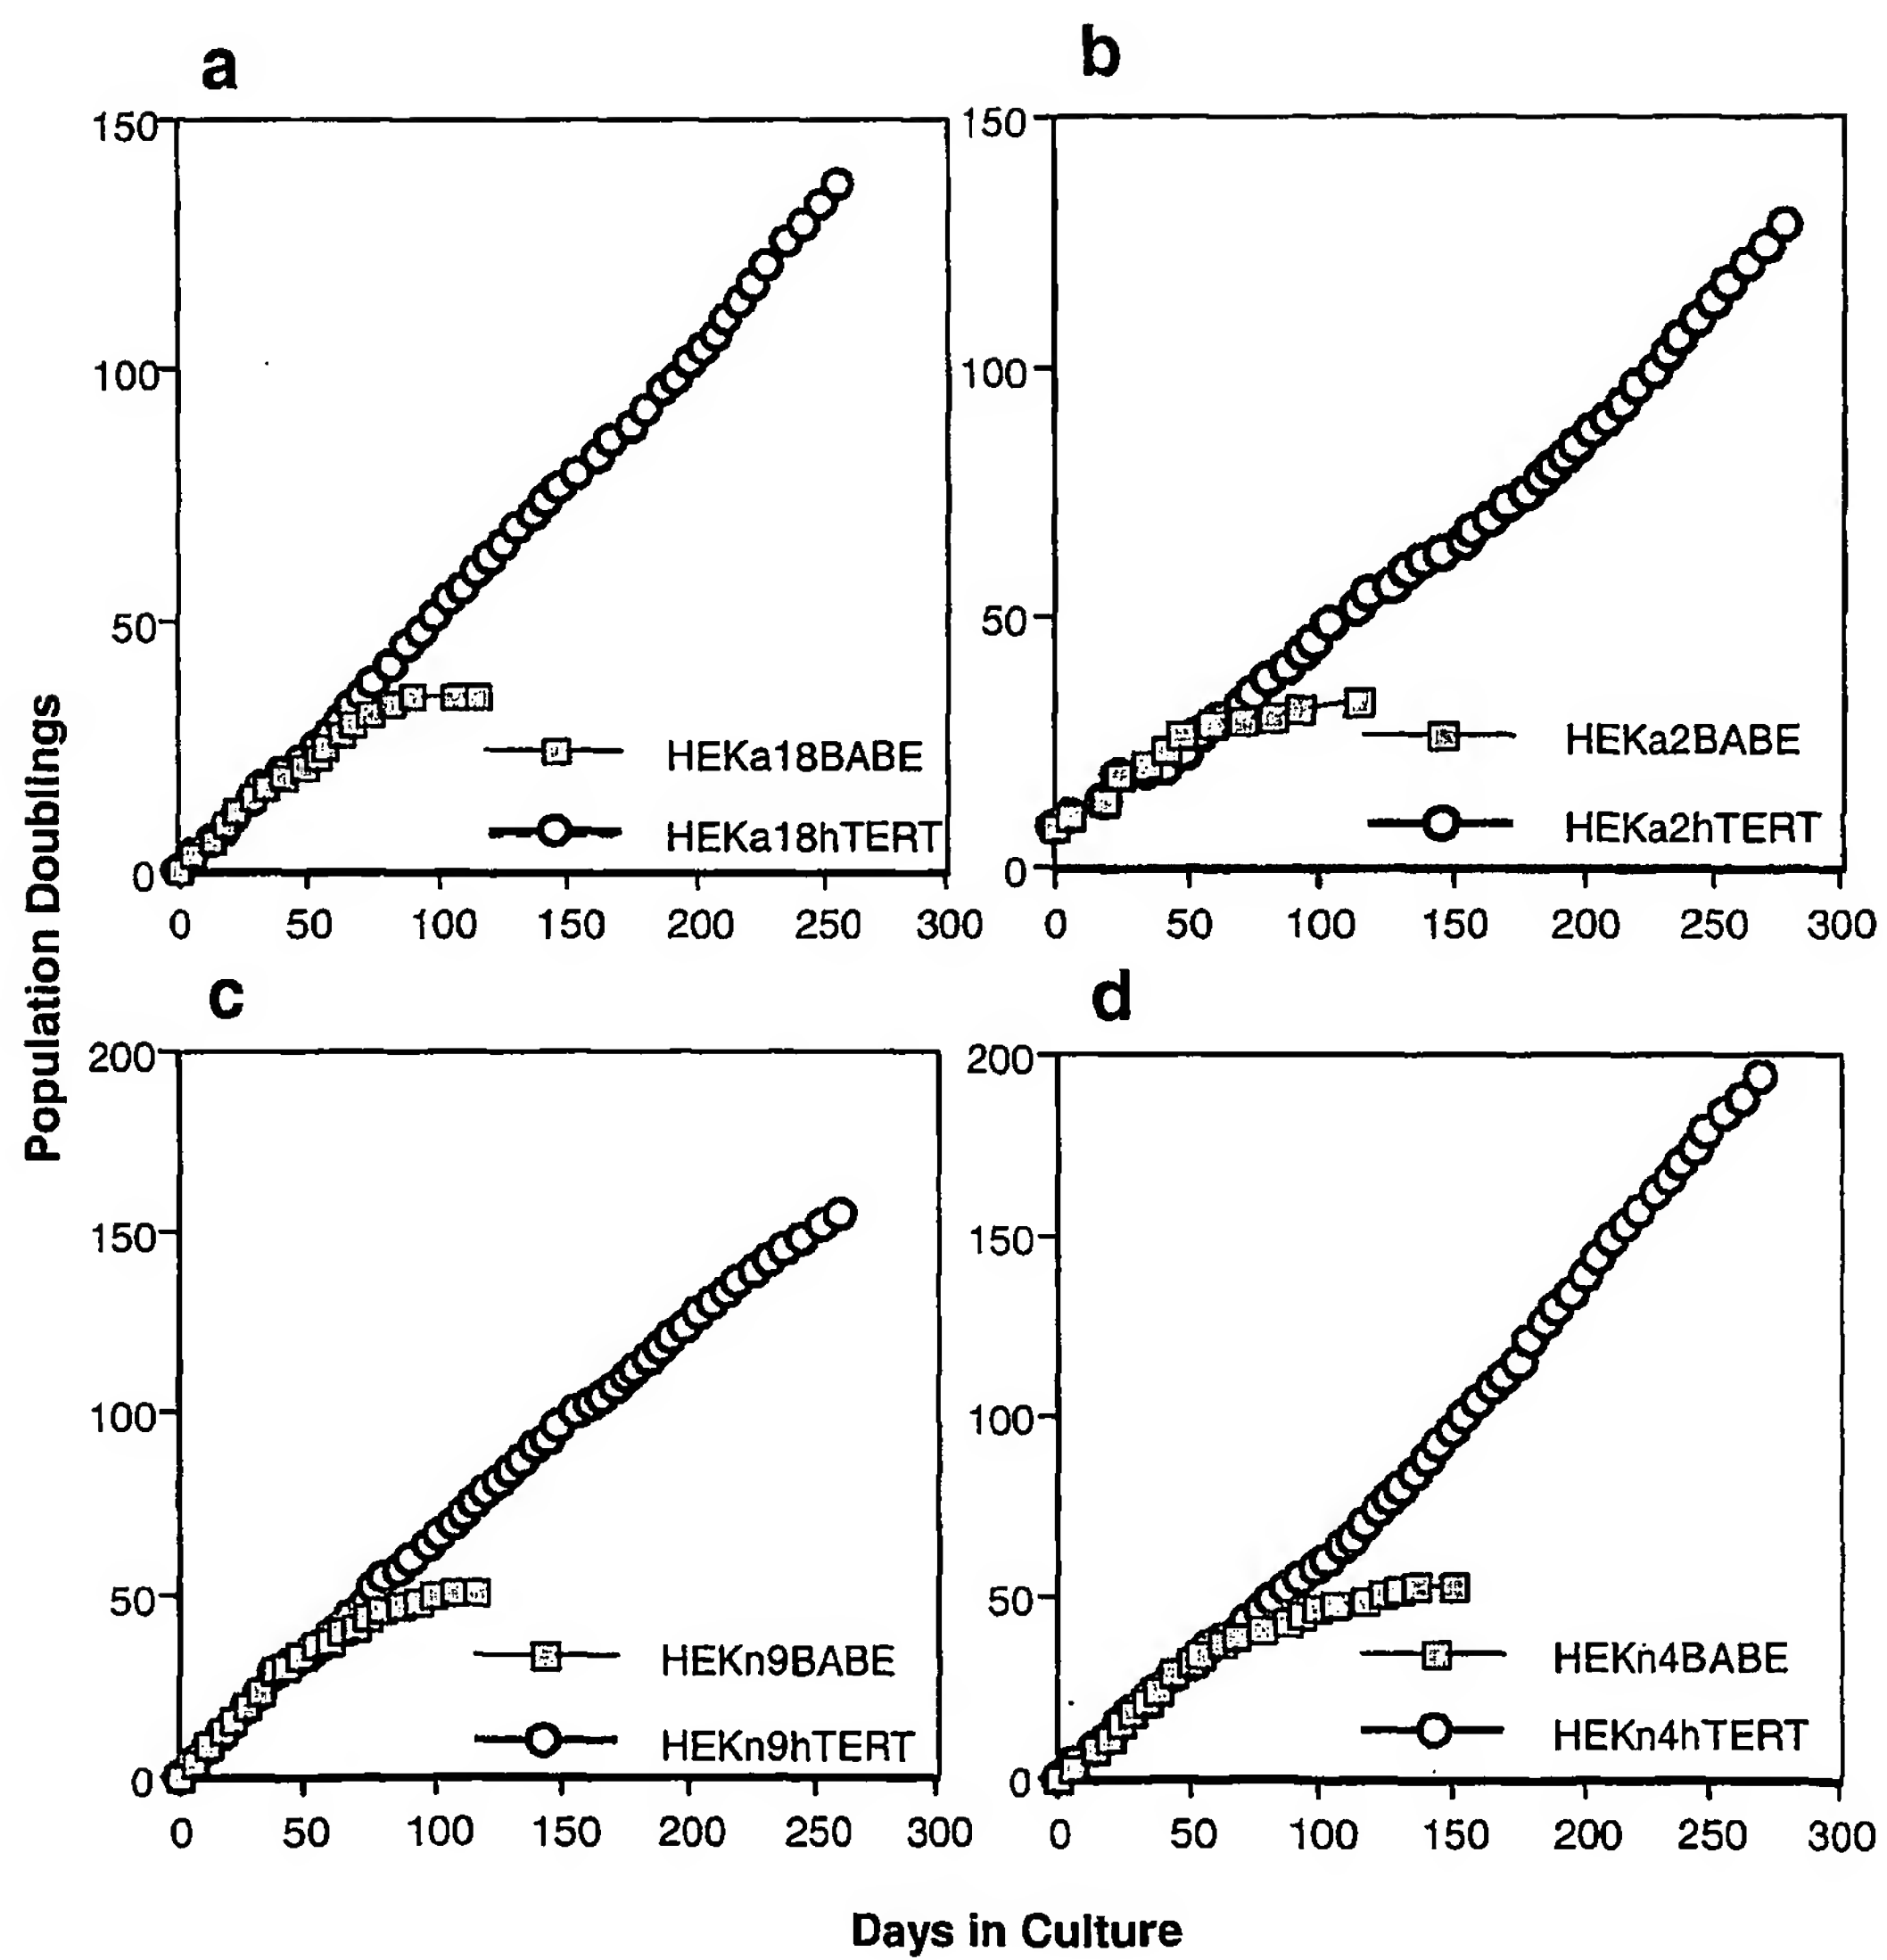 a
150
100
50
0
HEKa18BABE
HEKa18hTERT
0 50 100 150 200 250 300
b
150
100
50
0
HEKa2BABE
HEKa2hTERT
0 50 100 150 200 250 300
Population Doublings
c
200
150
100
50
0
HEKn9BABE
HEKn9hTERT
0 50 100 150 200 250 300
d
200
150
100
50
0
HEKn4BABE
HEKn4hTERT
0 50 100 150 200 250 300
Days in Culture